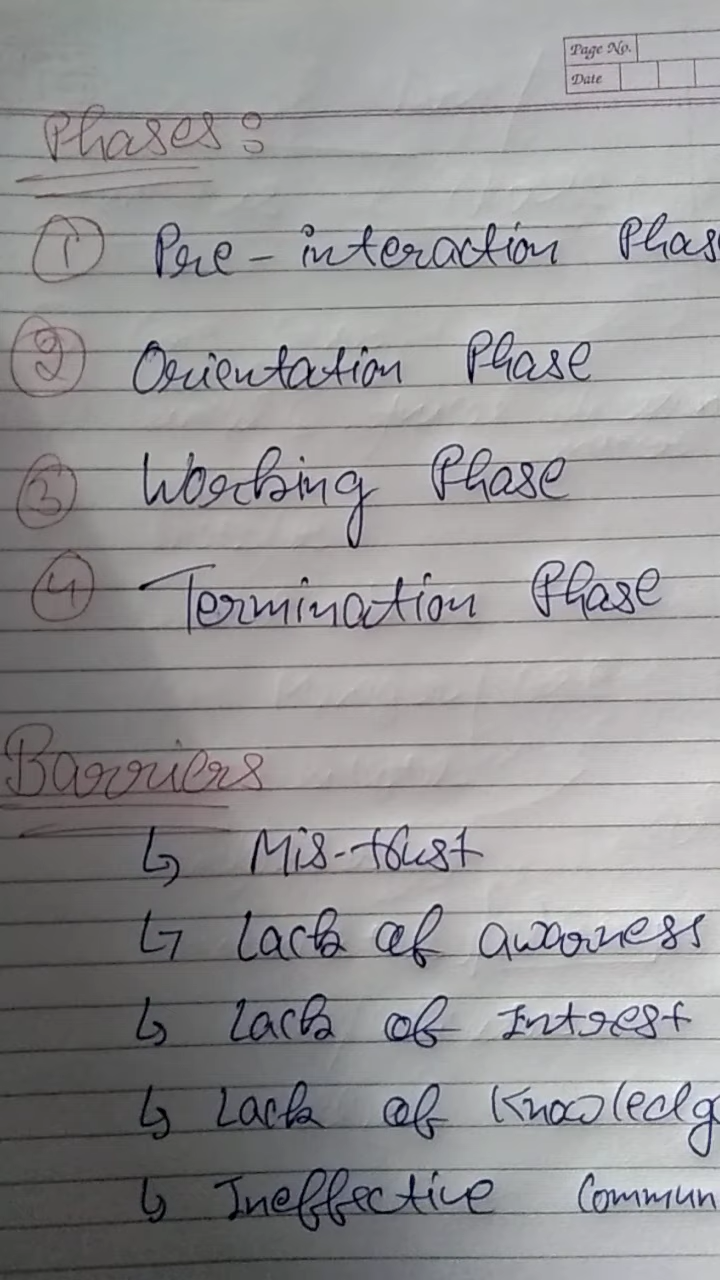 Page No.
Date
Phases:
① Pre-interaction Phas
② Orientation Phase
③ Working Phase
④ Termination Phase
Barriers
↳ Mis-trust
↳ Lack of awarness
↳ Lack of Intrest
↳ Lack of Knowledg
↳ Ineffective Commun